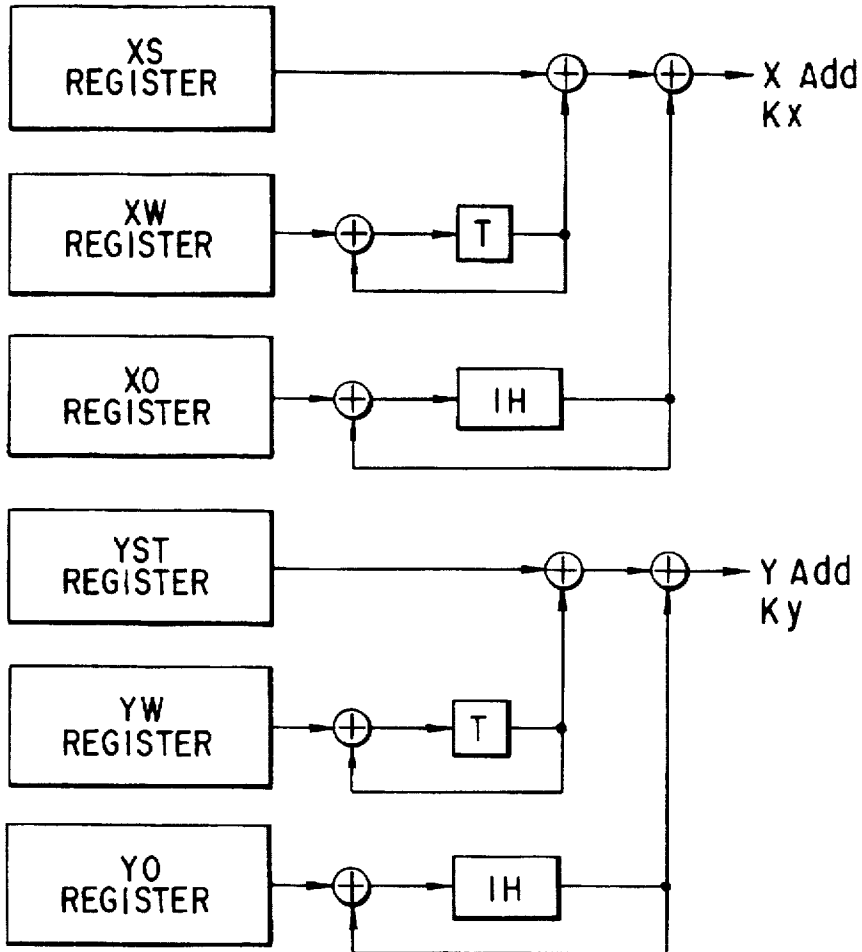 XS
REGISTER
X Add
Kx
XW
REGISTER
T
XO
REGISTER
IH
YST
REGISTER
Y Add
Ky
YW
REGISTER
T
YO
REGISTER
IH